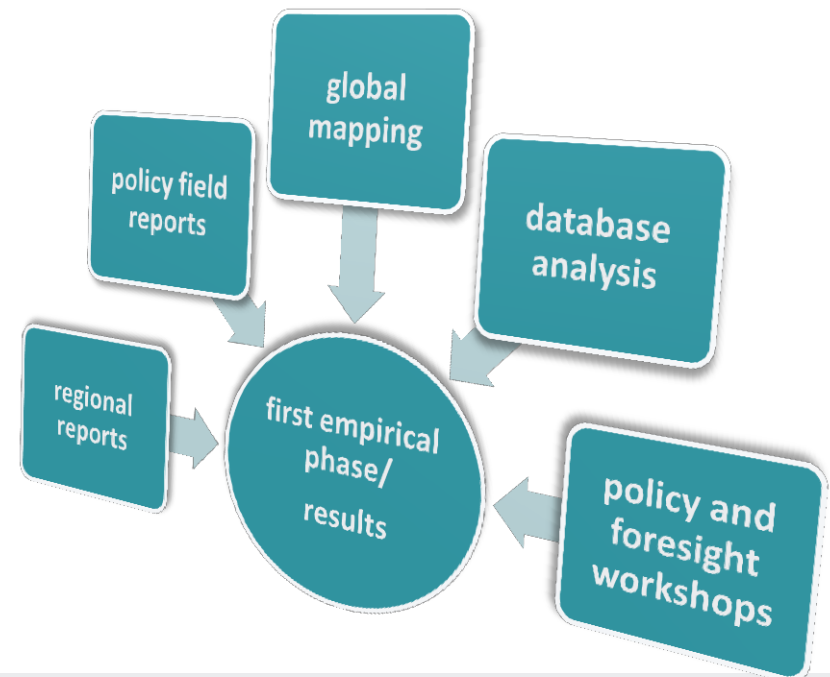 global
mapping
policy field
reports
database
analysis
regional
reports
first empirical
phase/
results
policy and
foresight
workshops